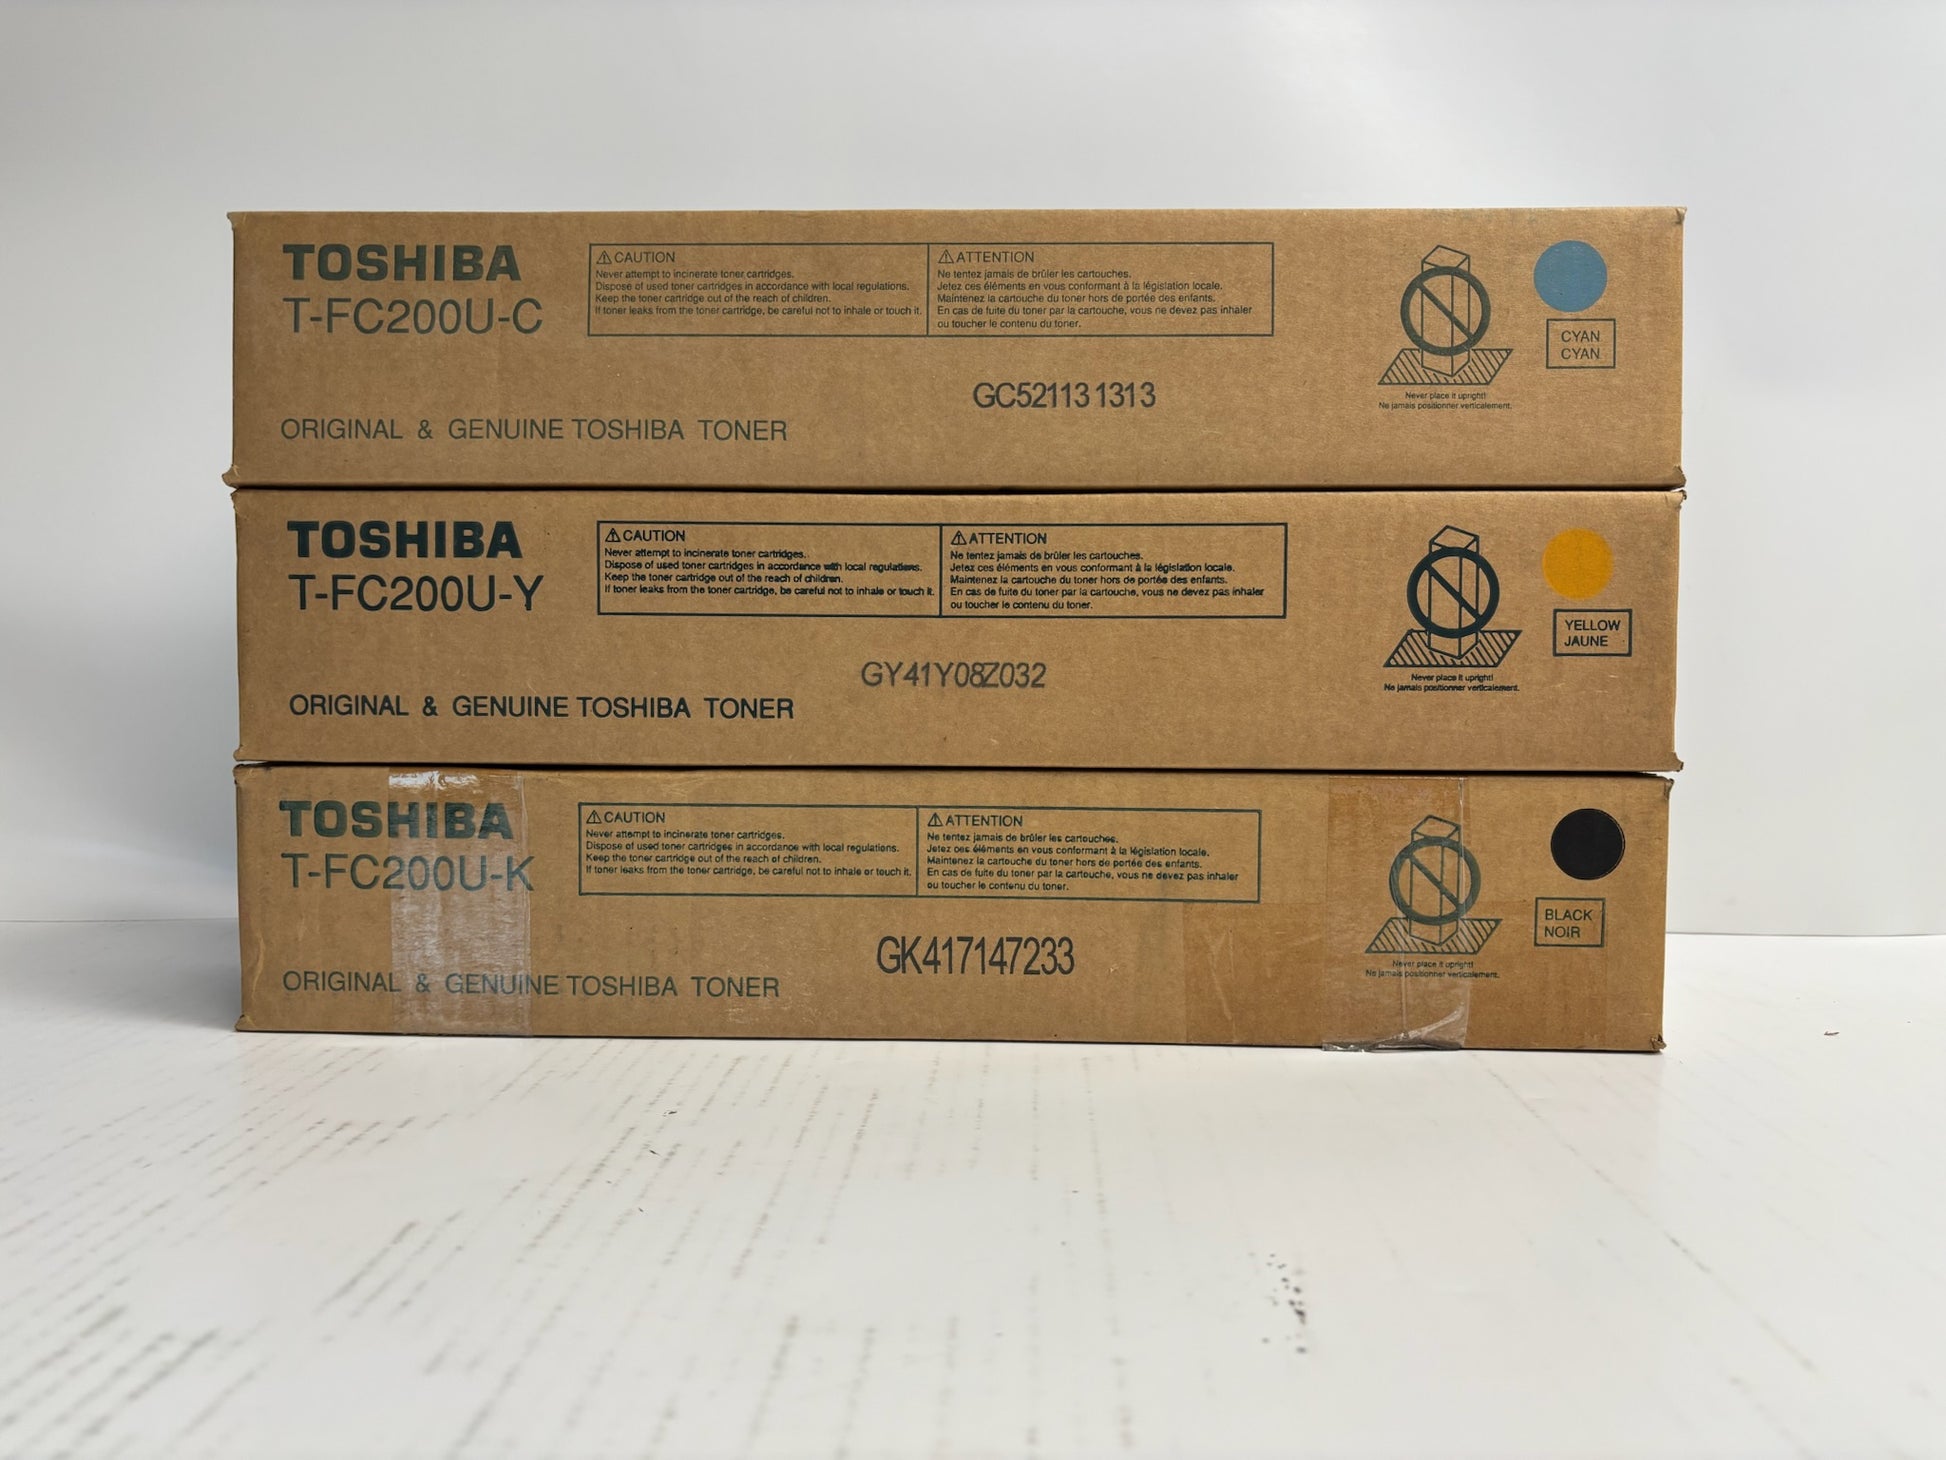 TOSHIBA
T-FC200U-C
⚠CAUTION
Never attempt to incinerate toner cartridges.
Dispose of used toner cartridges in accordance with local regulations.
Keep the toner cartridge out of the reach of children.
If toner leaks from the toner cartridge, be careful not to inhale or touch it.
⚠ATTENTION
Ne tentez jamais de brûler les cartouches.
Jetez ces éléments en vous conformant à la législation locale.
Maintenez la cartouche du toner hors de portée des enfants.
En cas de fuite du toner par la cartouche, vous ne devez pas inhaler
ou toucher le contenu du toner.
CYAN
CYAN
Never place it upright!
Ne jamais positionner verticalement.
GC521131313
ORIGINAL & GENUINE TOSHIBA TONER
TOSHIBA
T-FC200U-Y
⚠CAUTION
Never attempt to incinerate toner cartridges.
Dispose of used toner cartridges in accordance with local regulations.
Keep the toner cartridge out of the reach of children.
If toner leaks from the toner cartridge, be careful not to inhale or touch it.
⚠ATTENTION
Ne tentez jamais de brûler les cartouches.
Jetez ces éléments en vous conformant à la législation locale.
Maintenez la cartouche du toner hors de portée des enfants.
En cas de fuite du toner par la cartouche, vous ne devez pas inhaler
ou toucher le contenu du toner.
YELLOW
JAUNE
Never place it upright!
Ne jamais positionner verticalement.
GY41Y08Z032
ORIGINAL & GENUINE TOSHIBA TONER
TOSHIBA
T-FC200U-K
⚠CAUTION
Never attempt to incinerate toner cartridges.
Dispose of used toner cartridges in accordance with local regulations.
Keep the toner cartridge out of the reach of children.
If toner leaks from the toner cartridge, be careful not to inhale or touch it.
⚠ATTENTION
Ne tentez jamais de brûler les cartouches.
Jetez ces éléments en vous conformant à la législation locale.
Maintenez la cartouche du toner hors de portée des enfants.
En cas de fuite du toner par la cartouche, vous ne devez pas inhaler
ou toucher le contenu du toner.
BLACK
NOIR
Never place it upright!
Ne jamais positionner verticalement.
GK417147233
ORIGINAL & GENUINE TOSHIBA TONER